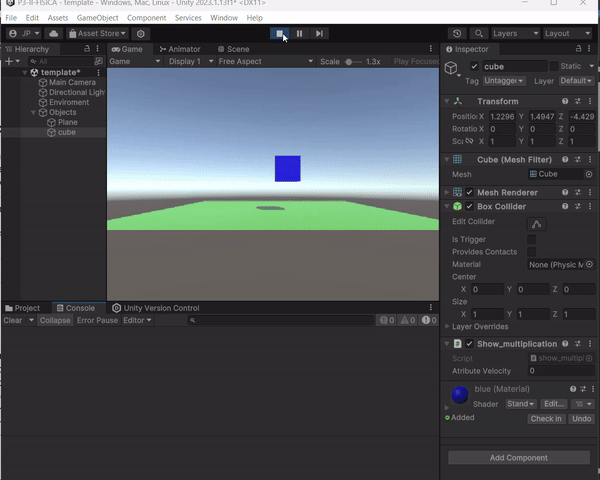 P3-II-FISICA - template - Windows, Mac, Linux - Unity 2023.1.13f1* <DX11>
File Edit Assets GameObject Component Services Window Help
JP Asset Store Layers Layout
Hierarchy Game Animator Scene Inspector
All Game Display 1 Free Aspect Scale 1.3x Play Focused
cube Static
Tag Untagged Layer Default
template*
Main Camera
Directional Light
Enviroment
Objects
Plane
cube
Transform
Positio X 1.2296 Y 1.4947 Z -4.429
Rotatio X 0 Y 0 Z 0
Sca X 1 Y 1 Z 1
Cube (Mesh Filter)
Mesh Cube
Mesh Renderer
Box Collider
Edit Collider
Is Trigger
Provides Contacts
Material None (Physic M
Center
X 0 Y 0 Z 0
Size
X 1 Y 1 Z 1
Layer Overrides
Show_multiplication
Script show_multipl
Attribute Velocity 0
blue (Material)
Shader Stand Edit...
Added Check In Undo
Add Component
Project Console Unity Version Control
Clear Collapse Error Pause Editor 0 0 0